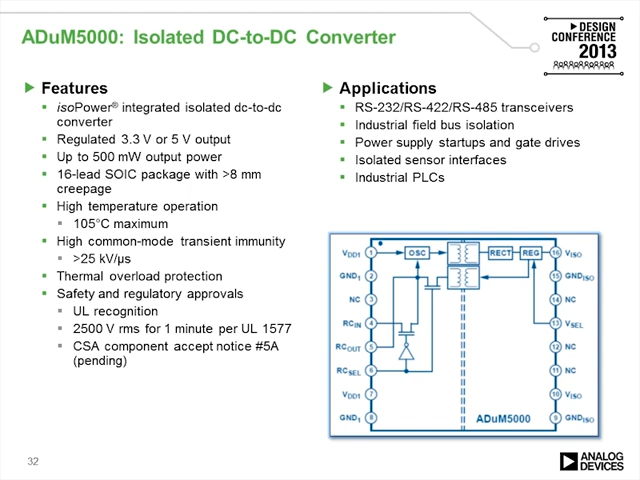 ADuM5000: Isolated DC-to-DC Converter
DESIGN
CONFERENCE
2013
Features
isoPower® integrated isolated dc-to-dc
converter
Regulated 3.3 V or 5 V output
Up to 500 mW output power
16-lead SOIC package with >8 mm
creepage
High temperature operation
105°C maximum
High common-mode transient immunity
>25 kV/μs
Thermal overload protection
Safety and regulatory approvals
UL recognition
2500 V rms for 1 minute per UL 1577
CSA component accept notice #5A
(pending)
Applications
RS-232/RS-422/RS-485 transceivers
Industrial field bus isolation
Power supply startups and gate drives
Isolated sensor interfaces
Industrial PLCs
VDD1 1 OSC RECT REG 16 VISO
GND1 2 15 GNDISO
NC 3 14 NC
RCIN 4 13 VSEL
RCOUT 5 12 NC
RCSEL 6 11 NC
VDD1 7 10 VISO
GND1 8 ADuM5000 9 GNDISO
32
ANALOG
DEVICES